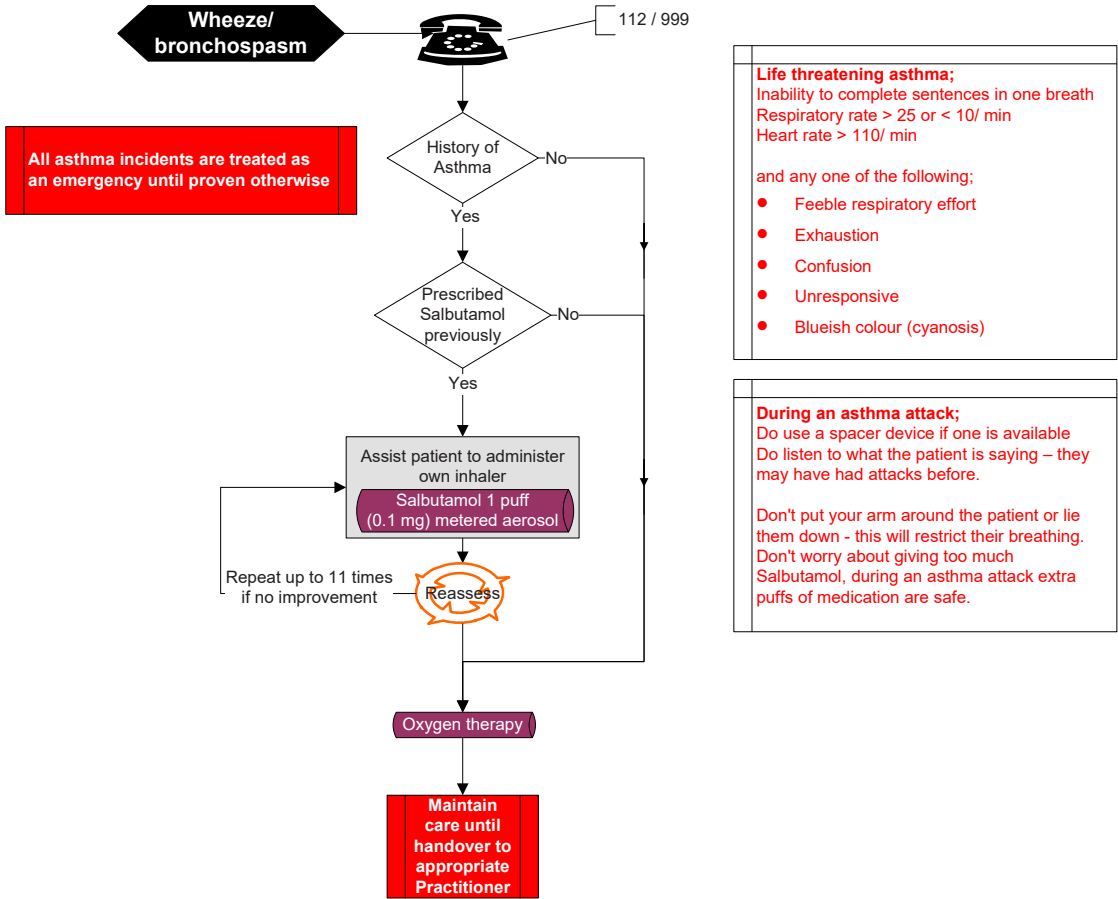 Wheeze/
bronchospasm
112 / 999
All asthma incidents are treated as
an emergency until proven otherwise
History of
Asthma
No
Yes
Prescribed
Salbutamol
previously
No
Yes
Assist patient to administer
own inhaler
Salbutamol 1 puff
(0.1 mg) metered aerosol
Repeat up to 11 times
if no improvement
Reassess
Oxygen therapy
Maintain
care until
handover to
appropriate
Practitioner
Life threatening asthma;
Inability to complete sentences in one breath
Respiratory rate > 25 or < 10/ min
Heart rate > 110/ min
and any one of the following;
● Feeble respiratory effort
● Exhaustion
● Confusion
● Unresponsive
● Blueish colour (cyanosis)
During an asthma attack;
Do use a spacer device if one is available
Do listen to what the patient is saying – they
may have had attacks before.
Don't put your arm around the patient or lie
them down - this will restrict their breathing.
Don't worry about giving too much
Salbutamol, during an asthma attack extra
puffs of medication are safe.